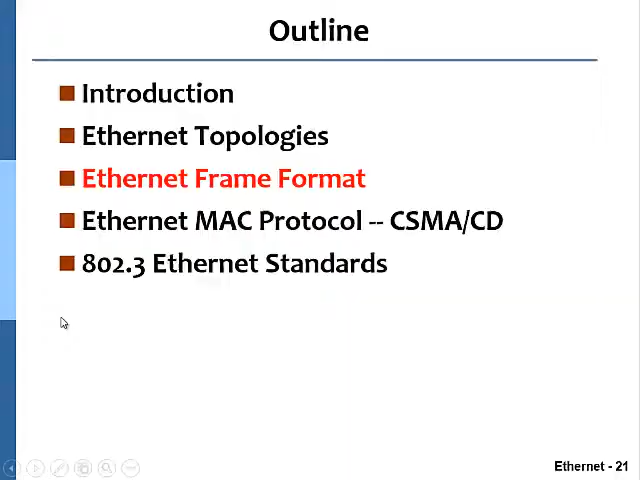 Outline
Introduction
Ethernet Topologies
Ethernet Frame Format
Ethernet MAC Protocol -- CSMA/CD
802.3 Ethernet Standards
Ethernet - 21